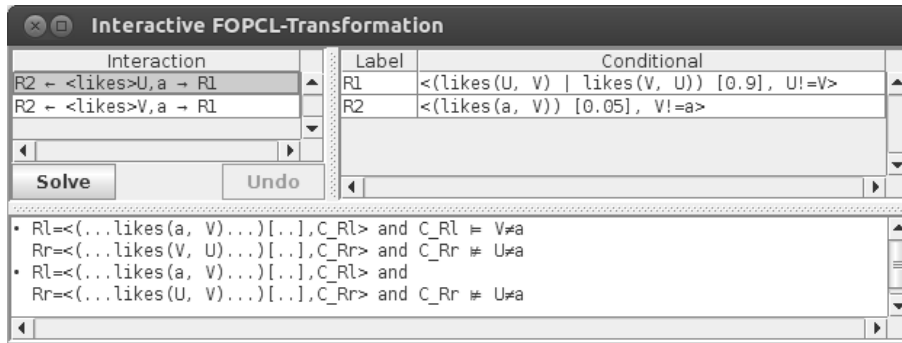 Interactive FOPCL-Transformation
Interaction
R2 ← <likes>U,a → R1
R2 ← <likes>V,a → R1
Solve
Undo
Label Conditional
R1 <(likes(U, V) | likes(V, U)) [0.9], U!=V>
R2 <(likes(a, V)) [0.05], V!=a>
• Rl=<(...likes(a, V)...)[..],C_Rl> and C_Rl ⊨ V≠a
Rr=<(...likes(V, U)...)[..],C_Rr> and C_Rr ⊭ U≠a
• Rl=<(...likes(a, V)...)[..],C_Rl> and
Rr=<(...likes(U, V)...)[..],C_Rr> and C_Rr ⊭ U≠a